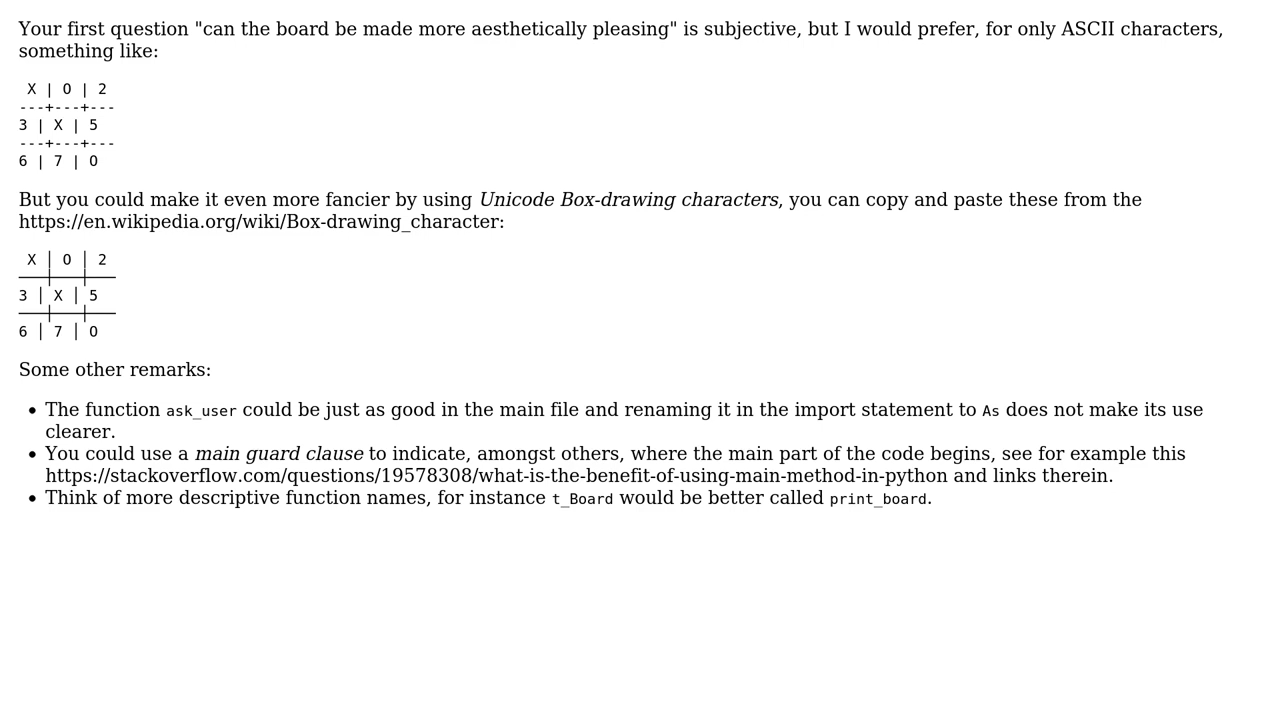 Your first question "can the board be made more aesthetically pleasing" is subjective, but I would prefer, for only ASCII characters,
something like:
 X | O | 2
---+---+---
3 | X | 5
---+---+---
6 | 7 | O
But you could make it even more fancier by using Unicode Box-drawing characters, you can copy and paste these from the
https://en.wikipedia.org/wiki/Box-drawing_character:
 X │ O │ 2
───┼───┼───
3 │ X │ 5
───┼───┼───
6 │ 7 │ O
Some other remarks:
• The function ask_user could be just as good in the main file and renaming it in the import statement to As does not make its use
clearer.
• You could use a main guard clause to indicate, amongst others, where the main part of the code begins, see for example this
https://stackoverflow.com/questions/19578308/what-is-the-benefit-of-using-main-method-in-python and links therein.
• Think of more descriptive function names, for instance t_Board would be better called print_board.